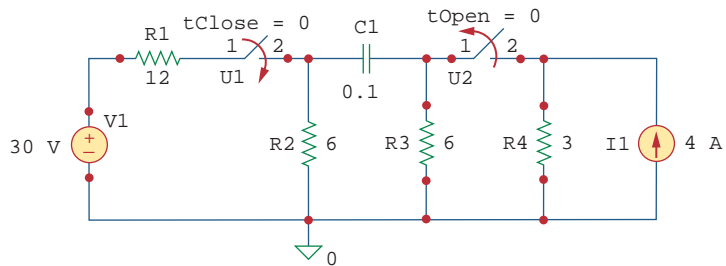 tClose = 0
tOpen = 0
R1
C1
1
2
1
2
12
U1
U2
0.1
V1
30 V
+
−
R2
6
R3
6
R4
3
I1
4 A
0